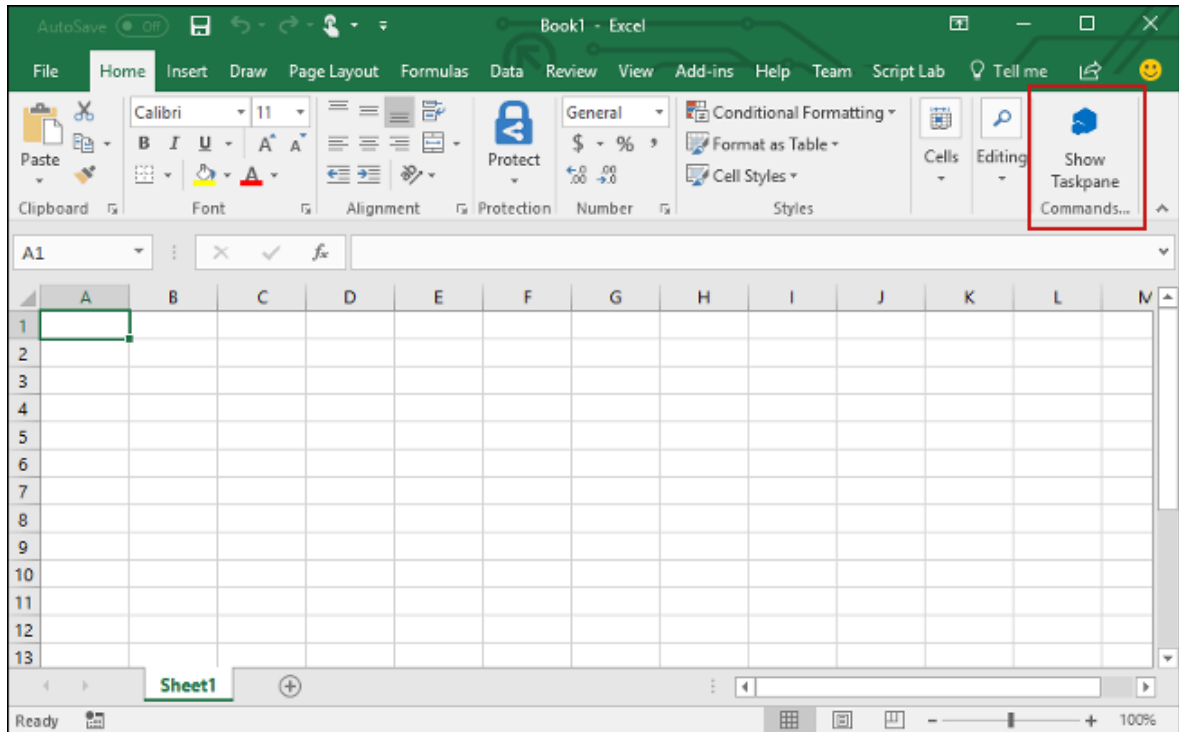 AutoSave Off Book1 - Excel
File Home Insert Draw Page Layout Formulas Data Review View Add-ins Help Team Script Lab Tell me
Calibri 11 General Conditional Formatting
B I U A A $ % , Format as Table
Paste Protect Cells Editing Show
Taskpane
A .00 .00 Cell Styles
Clipboard Font Alignment Protection Number Styles Commands...
A1 fx
A B C D E F G H I J K L M
1
2
3
4
5
6
7
8
9
10
11
12
13
Sheet1
Ready 100%